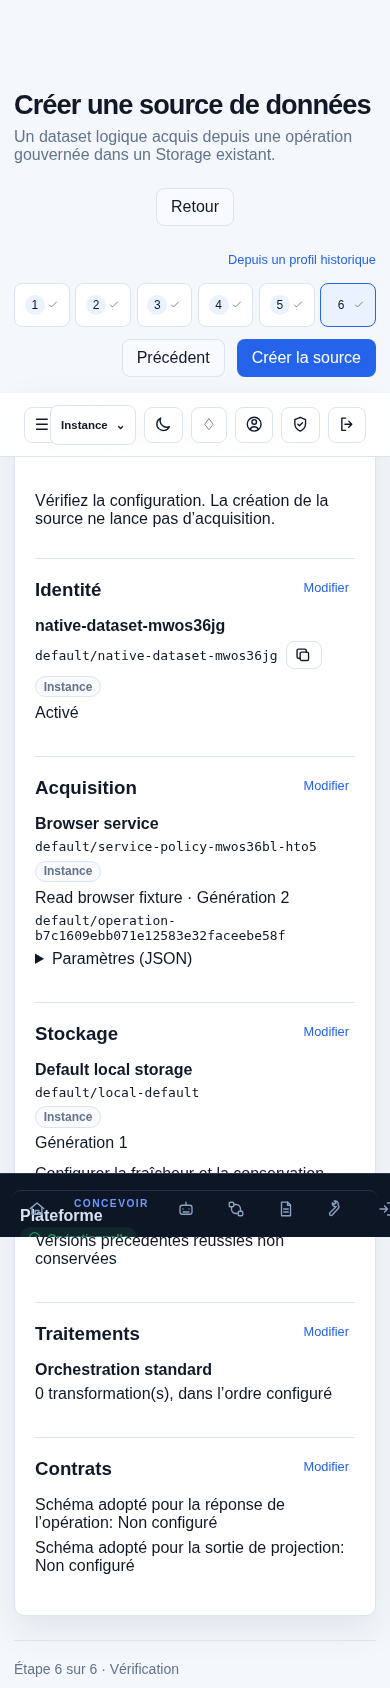 Créer une source de données
Un dataset logique acquis depuis une opération
gouvernée dans un Storage existant.
Retour
Depuis un profil historique
1 2 3 4 5 6
Précédent Créer la source
Instance
Vérifiez la configuration. La création de la
source ne lance pas d’acquisition.
Identité Modifier
native-dataset-mwos36jg
default/native-dataset-mwos36jg
Instance
Activé
Acquisition Modifier
Browser service
default/service-policy-mwos36bl-hto5
Instance
Read browser fixture · Génération 2
default/operation-
b7c1609ebb071e12583e32faceebe58f
Paramètres (JSON)
Stockage Modifier
Default local storage
default/local-default
Instance
Génération 1
Configurer la fraîcheur et la conservation
CONCEVOIR
Plateforme
Versions précédentes réussies non
conservées
Traitements Modifier
Orchestration standard
0 transformation(s), dans l’ordre configuré
Contrats Modifier
Schéma adopté pour la réponse de
l’opération: Non configuré
Schéma adopté pour la sortie de projection:
Non configuré
Étape 6 sur 6 · Vérification